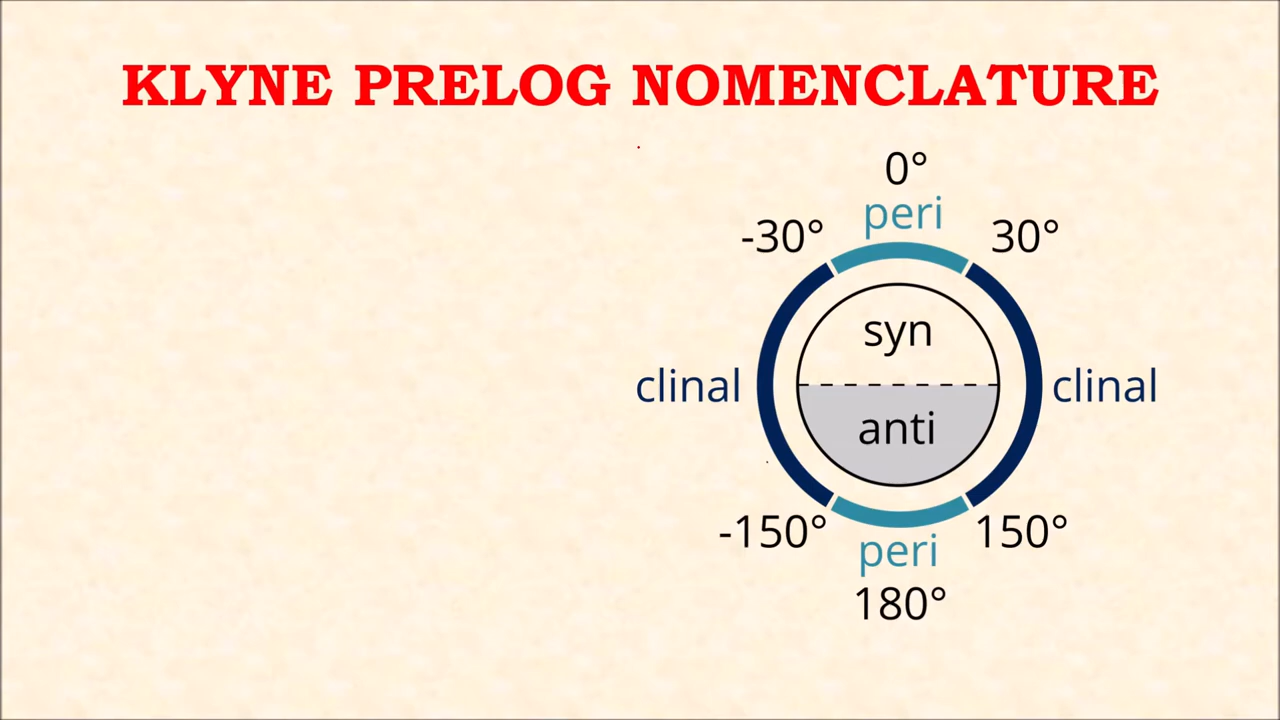 KLYNE PRELOG NOMENCLATURE
0°
peri
-30° 30°
syn
clinal clinal
anti
-150° 150°
peri
180°